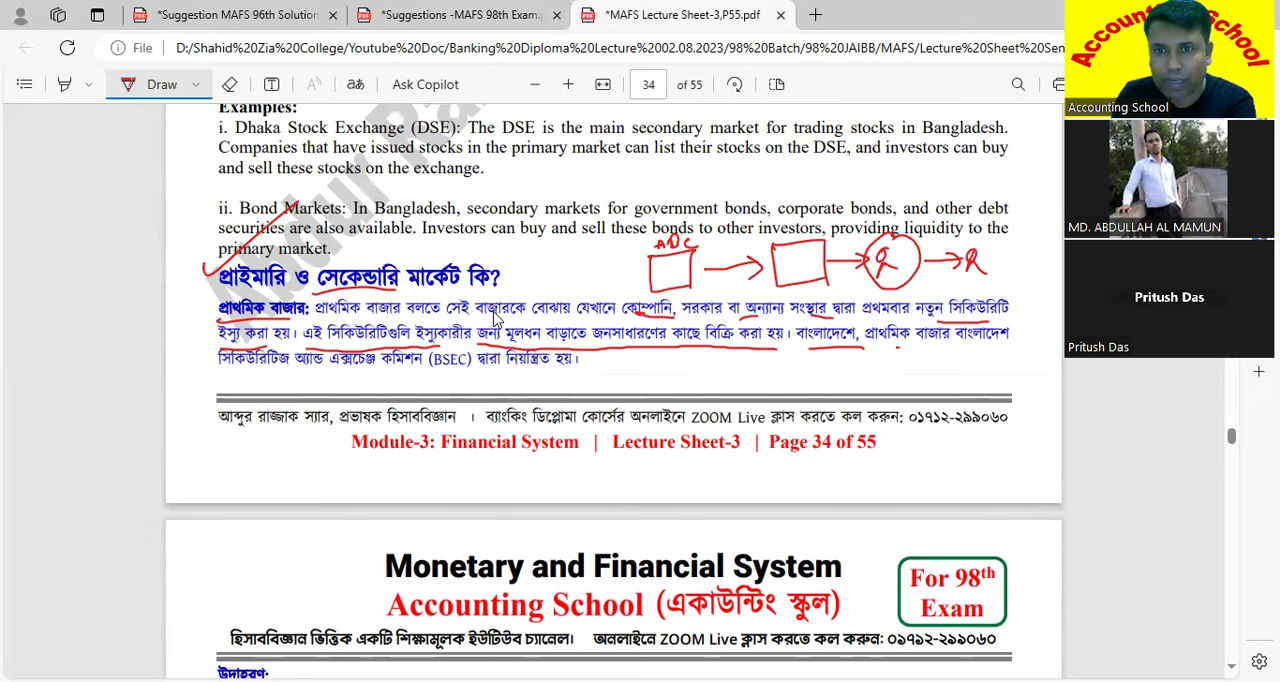 *Suggestion MAFS 96th Solution
*Suggestions -MAFS 98th Exam.p
*MAFS Lecture Sheet-3,P55.pdf
File
D:/Shahid%20Zia%20College/Youtube%20Doc/Banking%20Diploma%20Lecture%2002.08.2023/98%20Batch/98%20JAIBB/MAFS/Lecture%20Sheet%20Sen
Draw
aあ
Ask Copilot
34 of 55
Accounting School
Accounting School
MD. ABDULLAH AL MAMUN
Pritush Das
Pritush Das
Examples:
i. Dhaka Stock Exchange (DSE): The DSE is the main secondary market for trading stocks in Bangladesh.
Companies that have issued stocks in the primary market can list their stocks on the DSE, and investors can buy
and sell these stocks on the exchange.
ii. Bond Markets: In Bangladesh, secondary markets for government bonds, corporate bonds, and other debt
securities are also available. Investors can buy and sell these bonds to other investors, providing liquidity to the
primary market.
প্রাইমারি ও সেকেন্ডারি মার্কেট কি?
প্রাথমিক বাজার: প্রাথমিক বাজার বলতে সেই বাজারকে বোঝায় যেখানে কোম্পানি, সরকার বা অন্যান্য সংস্থার দ্বারা প্রথমবার নতুন সিকিউরিটি
ইস্যু করা হয়। এই সিকিউরিটিগুলি ইস্যুকারীর জন্য মূলধন বাড়াতে জনসাধারণের কাছে বিক্রি করা হয়। বাংলাদেশে, প্রাথমিক বাজার বাংলাদেশ
সিকিউরিটিজ অ্যান্ড এক্সচেঞ্জ কমিশন (BSEC) দ্বারা নিয়ন্ত্রিত হয়।
আব্দুর রাজ্জাক স্যার, প্রভাষক হিসাববিজ্ঞান । ব্যাংকিং ডিপ্লোমা কোর্সের অনলাইনে ZOOM Live ক্লাস করতে কল করুন: ০১৭১২-২৯৯০৬০
Module-3: Financial System | Lecture Sheet-3 | Page 34 of 55
Monetary and Financial System
Accounting School (একাউন্টিং স্কুল)
For 98th
Exam
হিসাববিজ্ঞান ভিত্তিক একটি শিক্ষামূলক ইউটিউব চ্যানেল। অনলাইনে ZOOM Live ক্লাস করতে কল করুন: ০১৭১২-২৯৯০৬০
উদাহরণ: